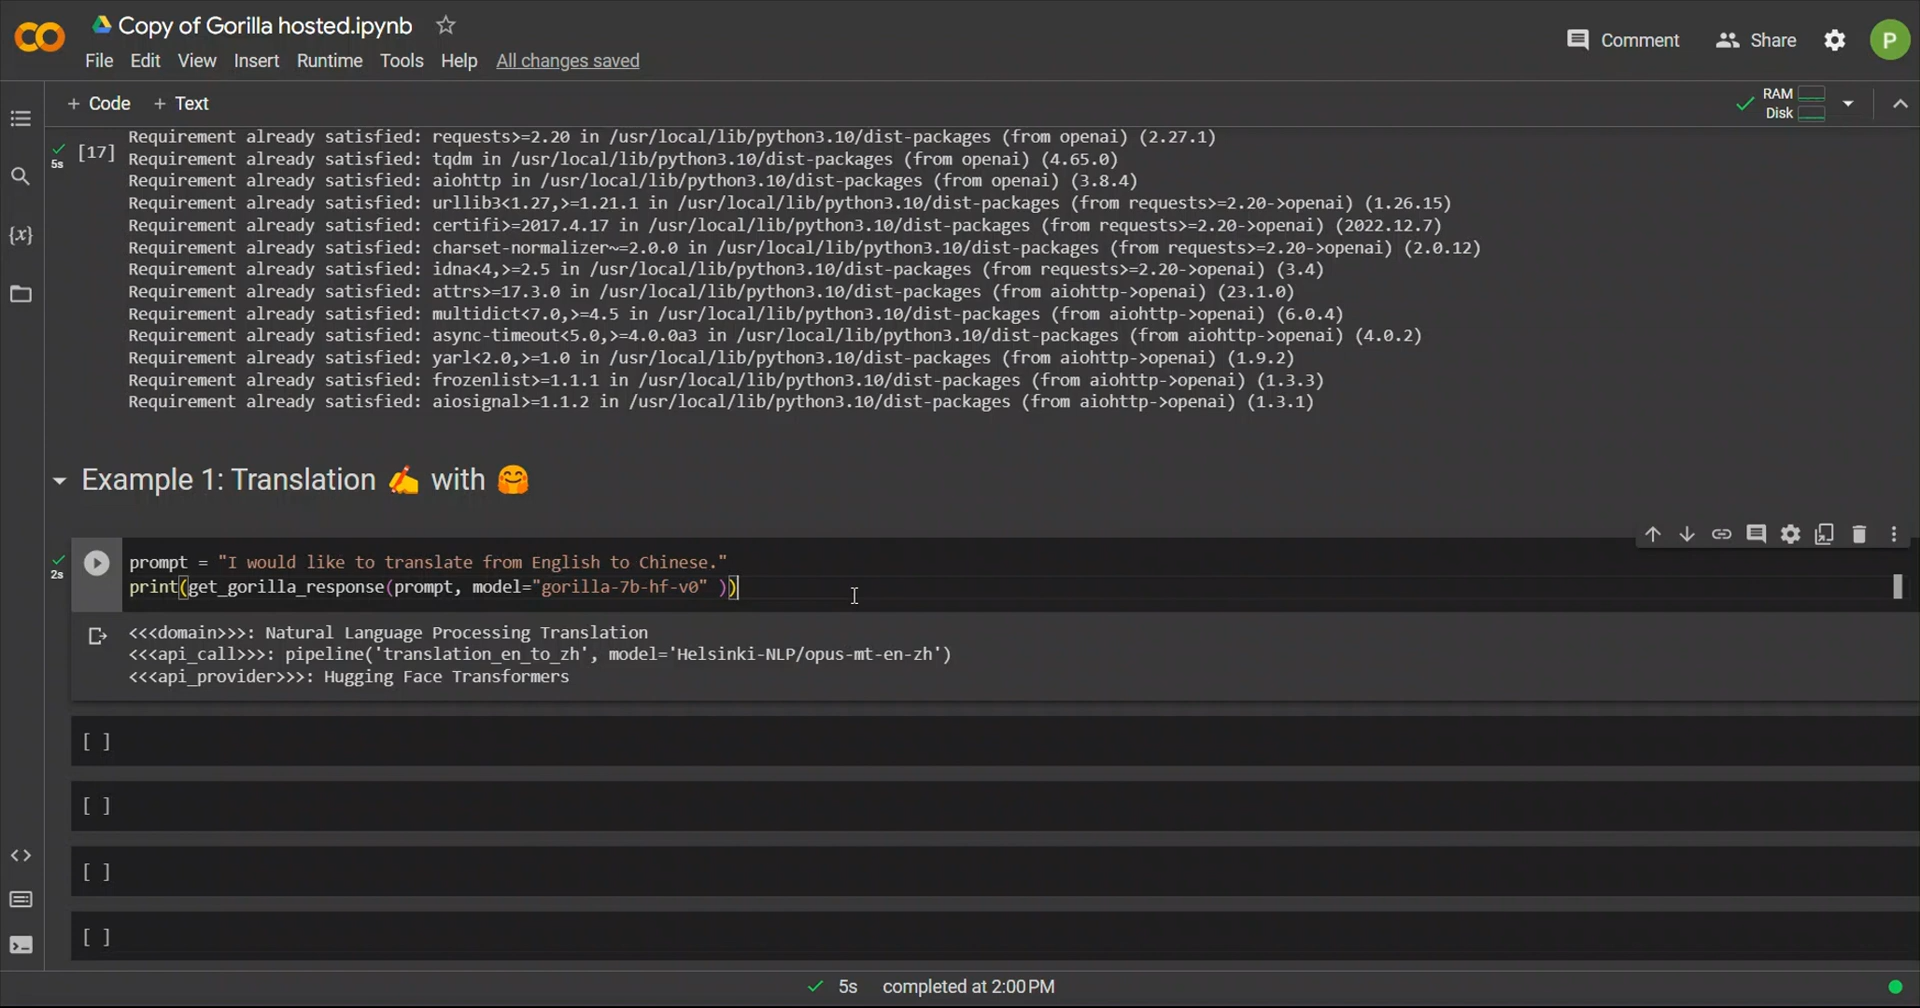 Copy of Gorilla hosted.ipynb
Comment
Share
P
File Edit View Insert Runtime Tools Help All changes saved
+ Code + Text
RAM
Disk
Requirement already satisfied: requests>=2.20 in /usr/local/lib/python3.10/dist-packages (from openai) (2.27.1)
5s [17]
Requirement already satisfied: tqdm in /usr/local/lib/python3.10/dist-packages (from openai) (4.65.0)
Requirement already satisfied: aiohttp in /usr/local/lib/python3.10/dist-packages (from openai) (3.8.4)
Requirement already satisfied: urllib3<1.27,>=1.21.1 in /usr/local/lib/python3.10/dist-packages (from requests>=2.20->openai) (1.26.15)
Requirement already satisfied: certifi>=2017.4.17 in /usr/local/lib/python3.10/dist-packages (from requests>=2.20->openai) (2022.12.7)
Requirement already satisfied: charset-normalizer~=2.0.0 in /usr/local/lib/python3.10/dist-packages (from requests>=2.20->openai) (2.0.12)
Requirement already satisfied: idna<4,>=2.5 in /usr/local/lib/python3.10/dist-packages (from requests>=2.20->openai) (3.4)
Requirement already satisfied: attrs>=17.3.0 in /usr/local/lib/python3.10/dist-packages (from aiohttp->openai) (23.1.0)
Requirement already satisfied: multidict<7.0,>=4.5 in /usr/local/lib/python3.10/dist-packages (from aiohttp->openai) (6.0.4)
Requirement already satisfied: async-timeout<5.0,>=4.0.0a3 in /usr/local/lib/python3.10/dist-packages (from aiohttp->openai) (4.0.2)
Requirement already satisfied: yarl<2.0,>=1.0 in /usr/local/lib/python3.10/dist-packages (from aiohttp->openai) (1.9.2)
Requirement already satisfied: frozenlist>=1.1.1 in /usr/local/lib/python3.10/dist-packages (from aiohttp->openai) (1.3.3)
Requirement already satisfied: aiosignal>=1.1.2 in /usr/local/lib/python3.10/dist-packages (from aiohttp->openai) (1.3.1)
Example 1: Translation ✍ with 🤗
2s
prompt = "I would like to translate from English to Chinese."
print(get_gorilla_response(prompt, model="gorilla-7b-hf-v0" ))
<<<domain>>>: Natural Language Processing Translation
<<<api_call>>>: pipeline('translation_en_to_zh', model='Helsinki-NLP/opus-mt-en-zh')
<<<api_provider>>>: Hugging Face Transformers
[ ]
[ ]
[ ]
[ ]
5s completed at 2:00 PM